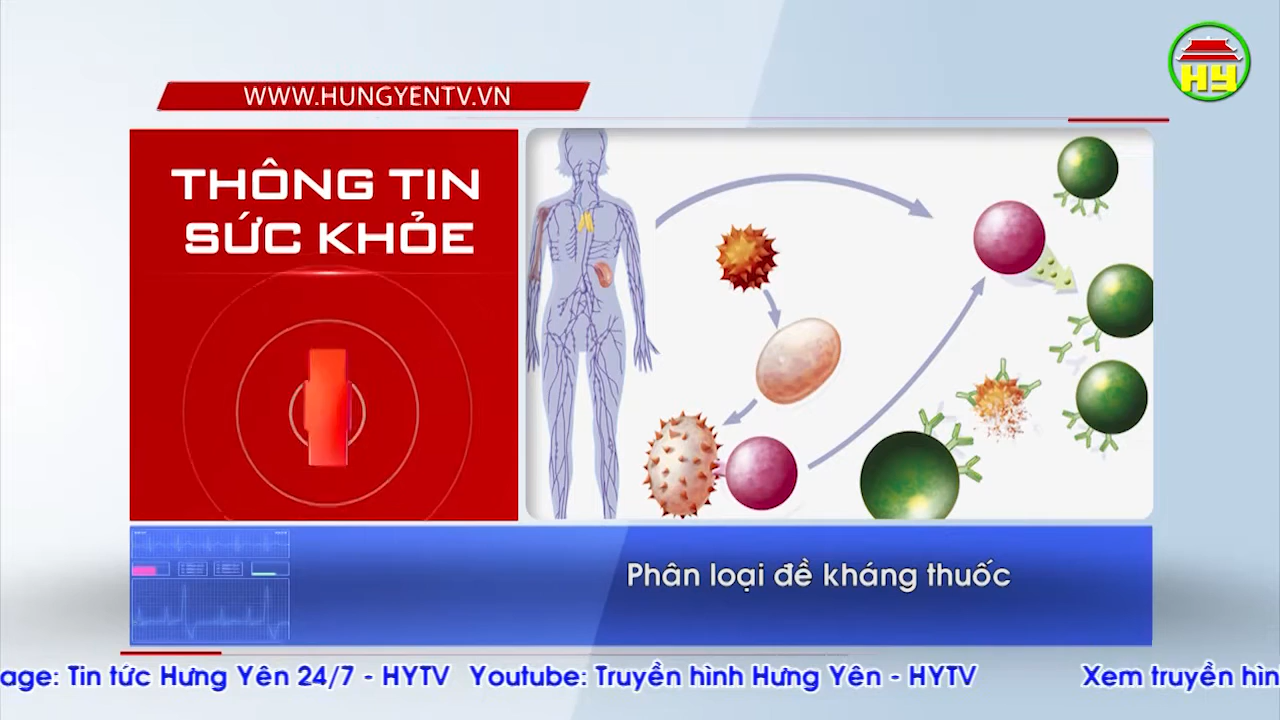 HY
WWW.HUNGYENTV.VN
THÔNG TIN
SỨC KHỎE
Phân loại đề kháng thuốc
age: Tin tức Hưng Yên 24/7 - HYTV Youtube: Truyền hình Hưng Yên - HYTV Xem truyền hìn